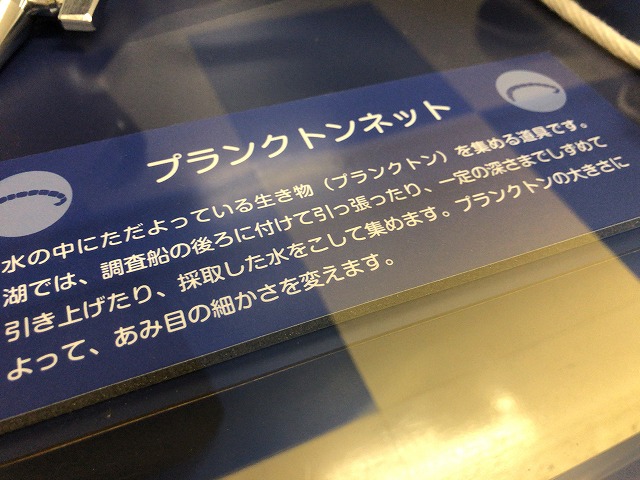 プランクトンネット
水の中にただよっている生き物（プランクトン）を集める道具です。
湖では、調査船の後ろに付けて引っ張ったり、一定の深さまでしずめて
引き上げたり、採取した水をこして集めます。プランクトンの大きさに
よって、あみ目の細かさを変えます。